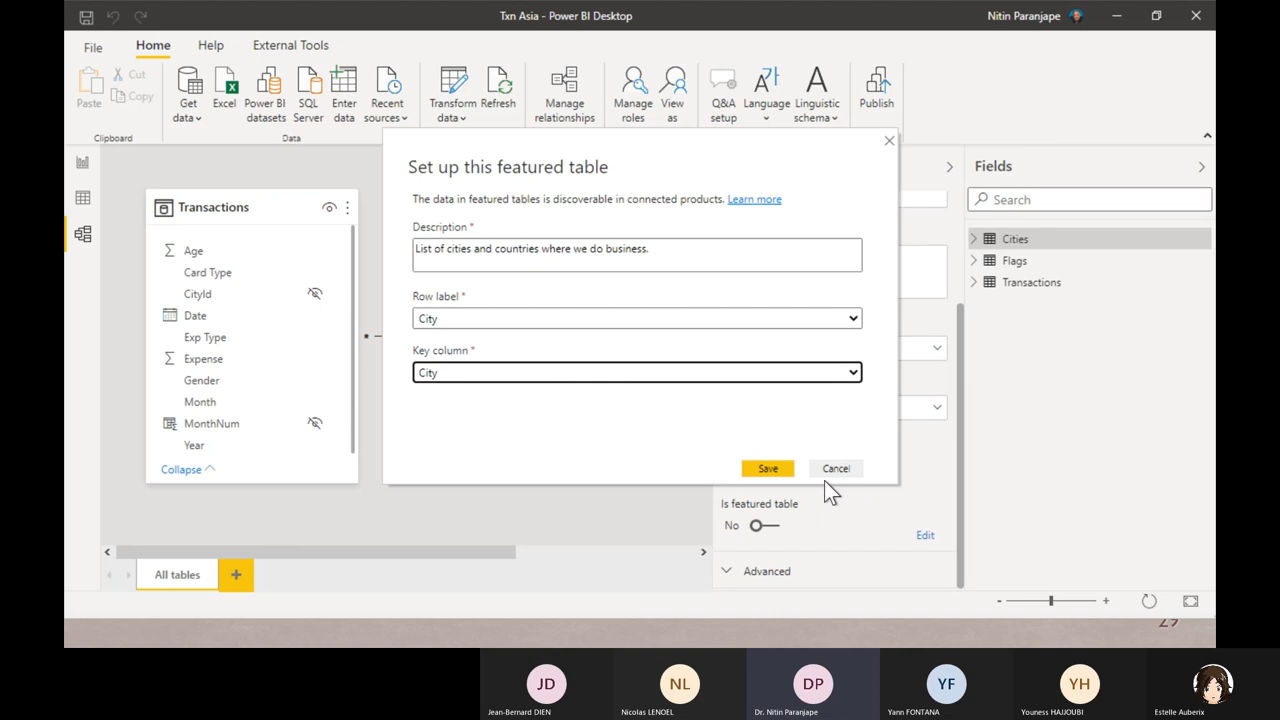 Txn Asia - Power BI Desktop
Nitin Paranjape
File
Home
Help
External Tools
Paste
Cut
Copy
Get data
Excel
Power BI datasets
SQL Server
Enter data
Recent sources
Transform data
Refresh
Manage relationships
Manage roles
View as
Q&A setup
Language
Linguistic schema
Publish
Clipboard
Data
Transactions
Age
Card Type
CityId
Date
Exp Type
Expense
Gender
Month
MonthNum
Year
Collapse
Set up this featured table
The data in featured tables is discoverable in connected products. Learn more
Description *
List of cities and countries where we do business.
Row label *
City
Key column *
City
Save
Cancel
Is featured table
No
Edit
Advanced
Fields
Search
Cities
Flags
Transactions
All tables
+
- +
JD
Jean-Bernard DIEN
NL
Nicolas LENOEL
DP
Dr. Nitin Paranjape
YF
Yann FONTANA
YH
Youness HAJJOUBI
Estelle Auberix